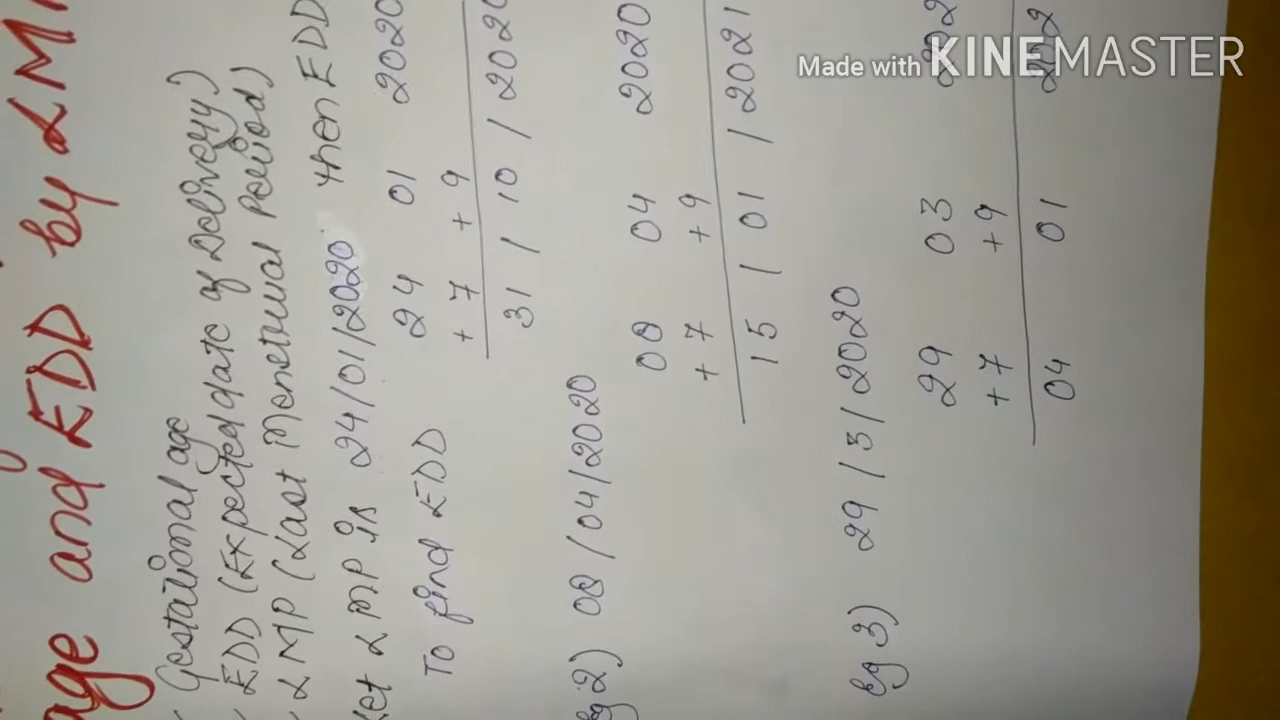 age and EDD by LM
Gestational age
EDD (Expected date of Delivery)
LMP (Last Menstrual Period)
Let LMP is 24/01/2020 then EDD
To find EDD
24 01 2020
+ 7 + 9
31 / 10 / 2020
Eg 2) 08 / 04/2020
08 04 2020
+ 7 + 9
15 / 01 / 2021
Eg 3) 29 / 3 / 2020
29 03 202
+ 7 + 9
04 01 202
Made with KINEMASTER